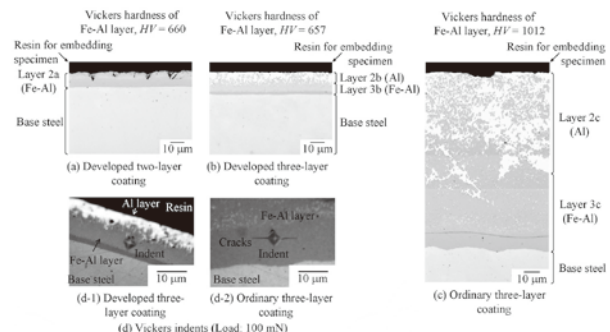 Vickers hardness of
Fe-Al layer, HV = 660
Resin for embedding
specimen
Layer 2a
(Fe-Al)
Base steel
10 μm
(a) Developed two-layer
coating
Vickers hardness of
Fe-Al layer, HV = 657
Resin for embedding
specimen
Layer 2b (Al)
Layer 3b (Fe-Al)
Base steel
10 μm
(b) Developed three-layer
coating
Vickers hardness of
Fe-Al layer, HV = 1012
Resin for embedding
specimen
Layer 2c
(Al)
Layer 3c
(Fe-Al)
Base steel
10 μm
(c) Ordinary three-layer
coating
Al layer
Resin
Fe-Al layer
Indent
Base steel
10 μm
(d-1) Developed three-
layer coating
Fe-Al layer
Cracks
Indent
Base steel
10 μm
(d-2) Ordinary three-layer
coating
(d) Vickers indents (Load: 100 mN)